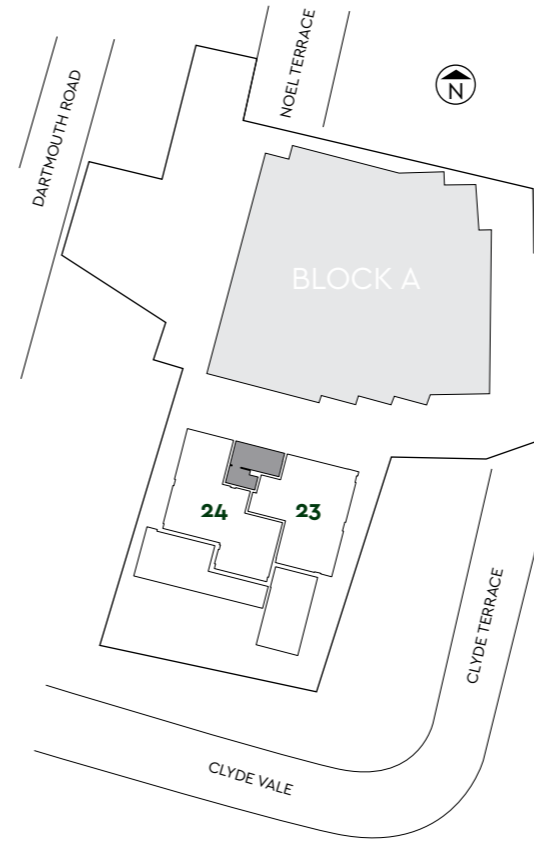 NOEL TERRACE
DARTMOUTH ROAD
N
BLOCK A
24
23
CLYDE TERRACE
CLYDE VALE